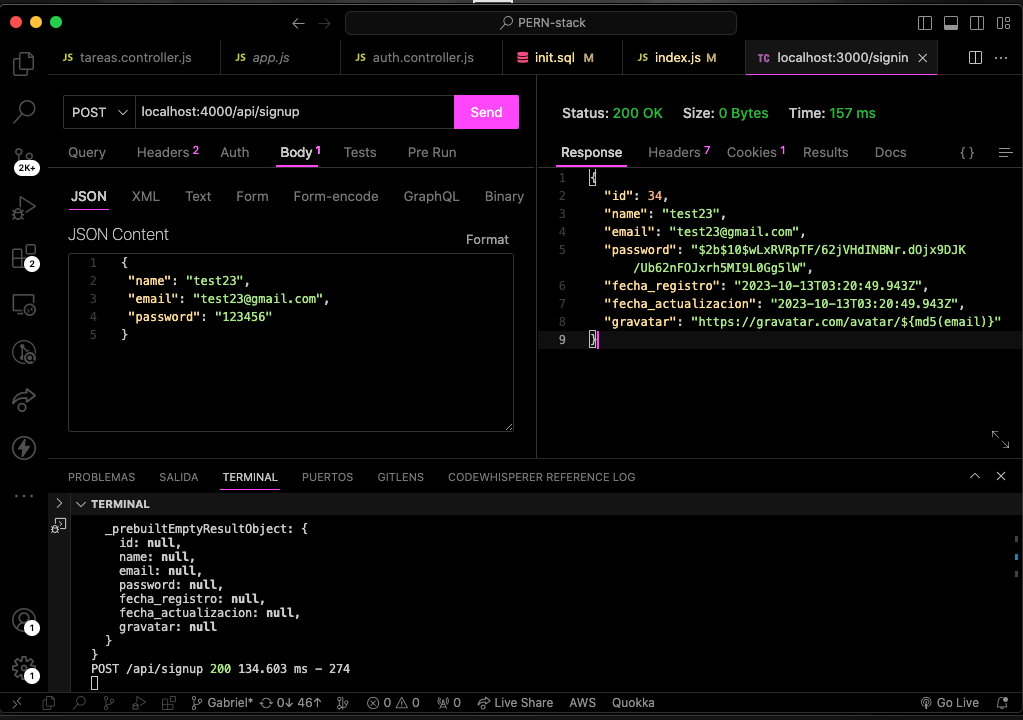 PERN-stack
JS tareas.controller.js
JS app.js
JS auth.controller.js
init.sql M
JS index.js M
TC localhost:3000/signin
POST
localhost:4000/api/signup
Send
Query
Headers 2
Auth
Body 1
Tests
Pre Run
JSON
XML
Text
Form
Form-encode
GraphQL
Binary
JSON Content
Format
1 {
2 "name": "test23",
3 "email": "test23@gmail.com",
4 "password": "123456"
5 }
Status: 200 OK
Size: 0 Bytes
Time: 157 ms
Response
Headers 7
Cookies 1
Results
Docs
{ }
1 {
2 "id": 34,
3 "name": "test23",
4 "email": "test23@gmail.com",
5 "password": "$2b$10$wLxRVRpTF/62jVHdINBNr.dOjx9DJK
/Ub62nFOJxrh5MI9L0Gg5lW",
6 "fecha_registro": "2023-10-13T03:20:49.943Z",
7 "fecha_actualizacion": "2023-10-13T03:20:49.943Z",
8 "gravatar": "https://gravatar.com/avatar/${md5(email)}"
9 }
2K+
2
1
1
PROBLEMAS
SALIDA
TERMINAL
PUERTOS
GITLENS
CODEWHISPERER REFERENCE LOG
TERMINAL
_prebuiltEmptyResultObject: {
id: null,
name: null,
email: null,
password: null,
fecha_registro: null,
fecha_actualizacion: null,
gravatar: null
}
}
POST /api/signup 200 134.603 ms - 274
Gabriel* 0↓ 46↑
0 0
0
Live Share
AWS
Quokka
Go Live